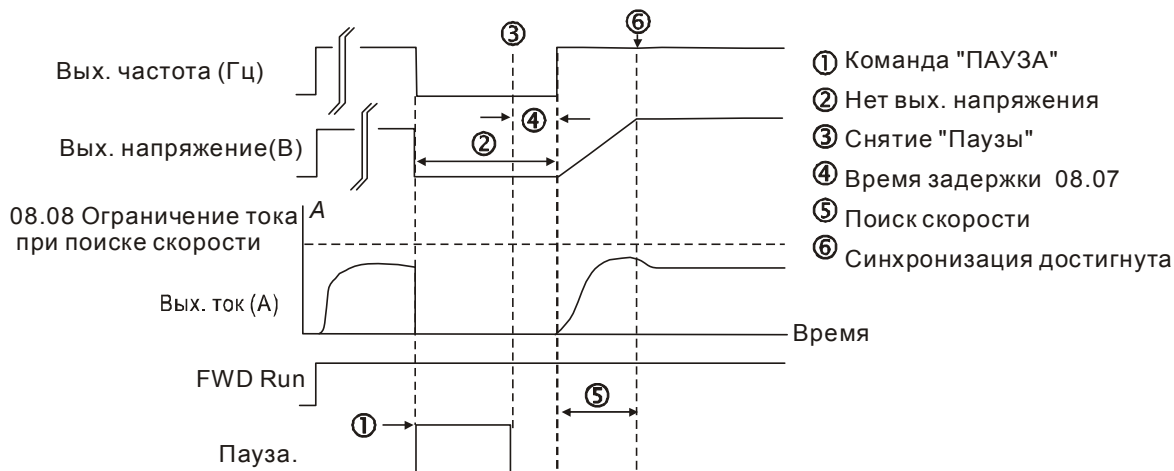 ③
⑥
Вых. частота (Гц)
④
②
Вых. напряжение(В)
08.08 Ограничение тока
при поиске скорости
A
Вых. ток (А)
Время
FWD Run
⑤
①
Пауза.
① Команда "ПАУЗА"
② Нет вых. напряжения
③ Снятие "Паузы"
④ Время задержки 08.07
⑤ Поиск скорости
⑥ Синхронизация достигнута